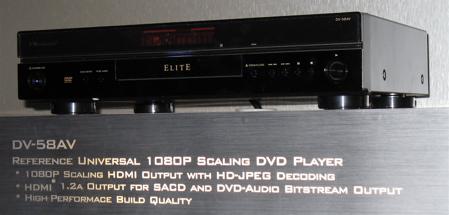 DV-58AV
ELITE
DV-58AV
REFERENCE UNIVERSAL 1080P SCALING DVD PLAYER
• 1080P SCALING HDMI OUTPUT WITH HD-JPEG DECODING
• HDMI® 1.2A OUTPUT FOR SACD AND DVD-AUDIO BITSTREAM OUTPUT
• HIGH PERFORMACE BUILD QUALITY